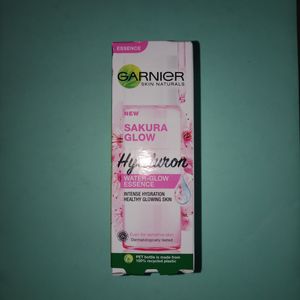 ESSENCE
GARNIER
SKIN NATURALS
NEW
SAKURA
GLOW
Hyaluron
WATER-GLOW
ESSENCE
INTENSE HYDRATION
HEALTHY GLOWING SKIN
Even for sensitive skin
Dermatologically tested
PET bottle is made from
100% recycled plastic